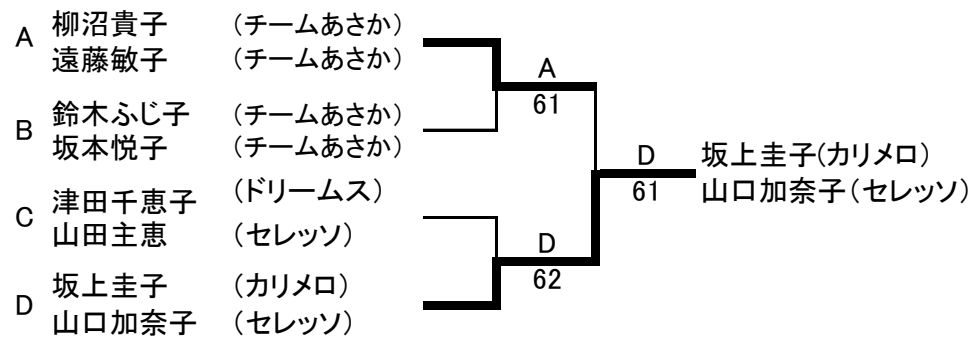 A 柳沼貴子 (チームあさか)
遠藤敏子 (チームあさか)
B 鈴木ふじ子 (チームあさか)
坂本悦子 (チームあさか)
C 津田千恵子 (ドリームス)
山田主恵 (セレッソ)
D 坂上圭子 (カリメロ)
山口加奈子 (セレッソ)
A
61
D
62
D
61
坂上圭子(カリメロ)
山口加奈子(セレッソ)